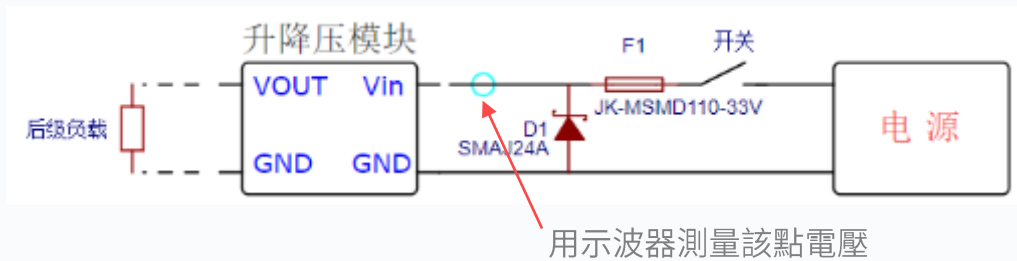 升降压模块
F1
开关
VOUT
Vin
JK-MSMD110-33V
后级负载
D1
SMAJ24A
电 源
GND
GND
用示波器測量該點電壓